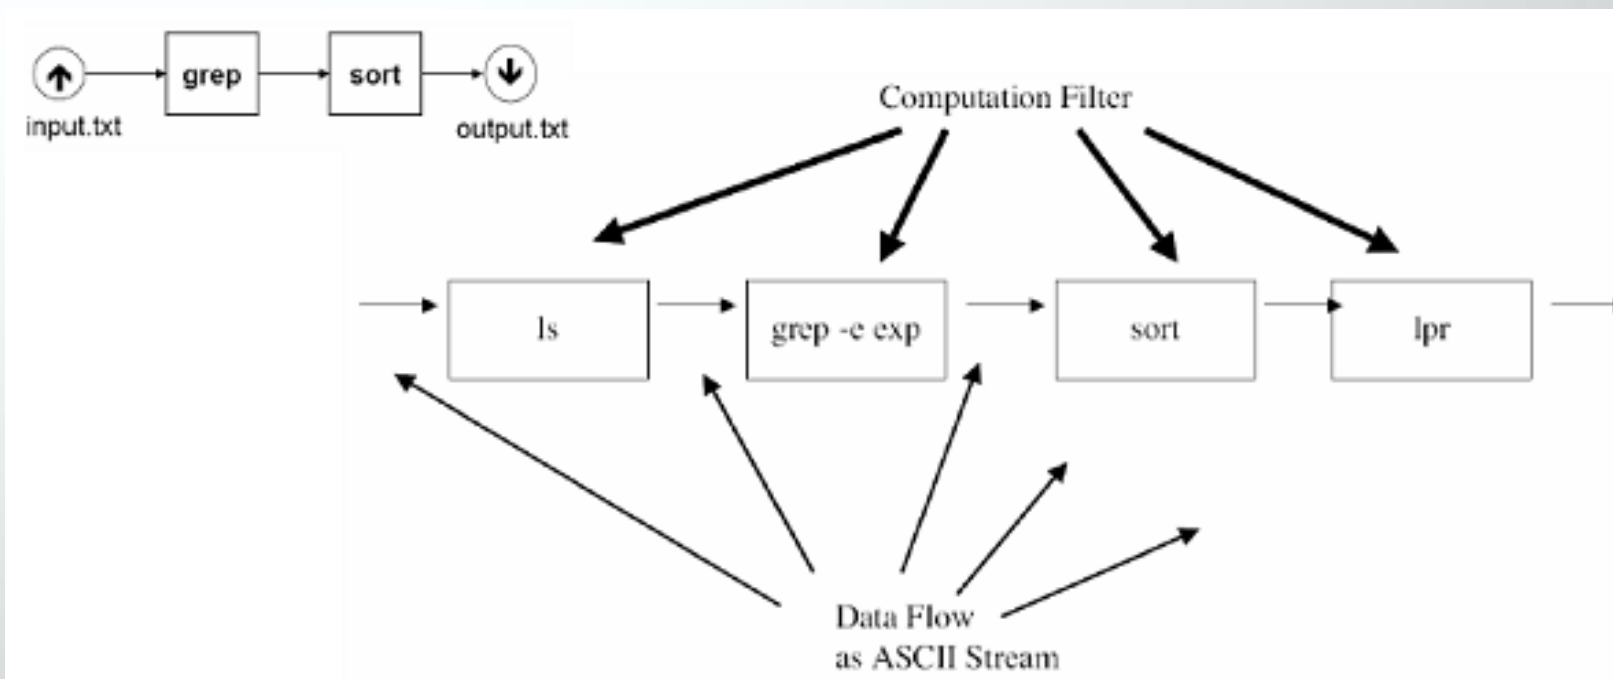 grep
sort
input.txt
output.txt
Computation Filter
ls
grep -e exp
sort
lpr
Data Flow
as ASCII Stream